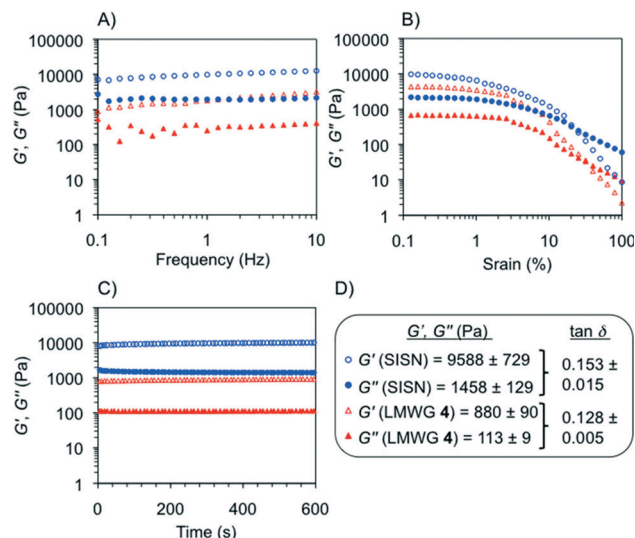 A)
G', G'' (Pa)
100000
10000
1000
100
10
1
0.1 1 10
Frequency (Hz)
B)
G', G'' (Pa)
100000
10000
1000
100
10
1
0.1 1 10 100
Srain (%)
C)
G', G'' (Pa)
100000
10000
1000
100
10
1
0 200 400 600
Time (s)
D)
G', G'' (Pa) tan δ
G' (SISN) = 9588 ± 729
G'' (SISN) = 1458 ± 129
0.153 ±
0.015
G' (LMWG 4) = 880 ± 90
G'' (LMWG 4) = 113 ± 9
0.128 ±
0.005